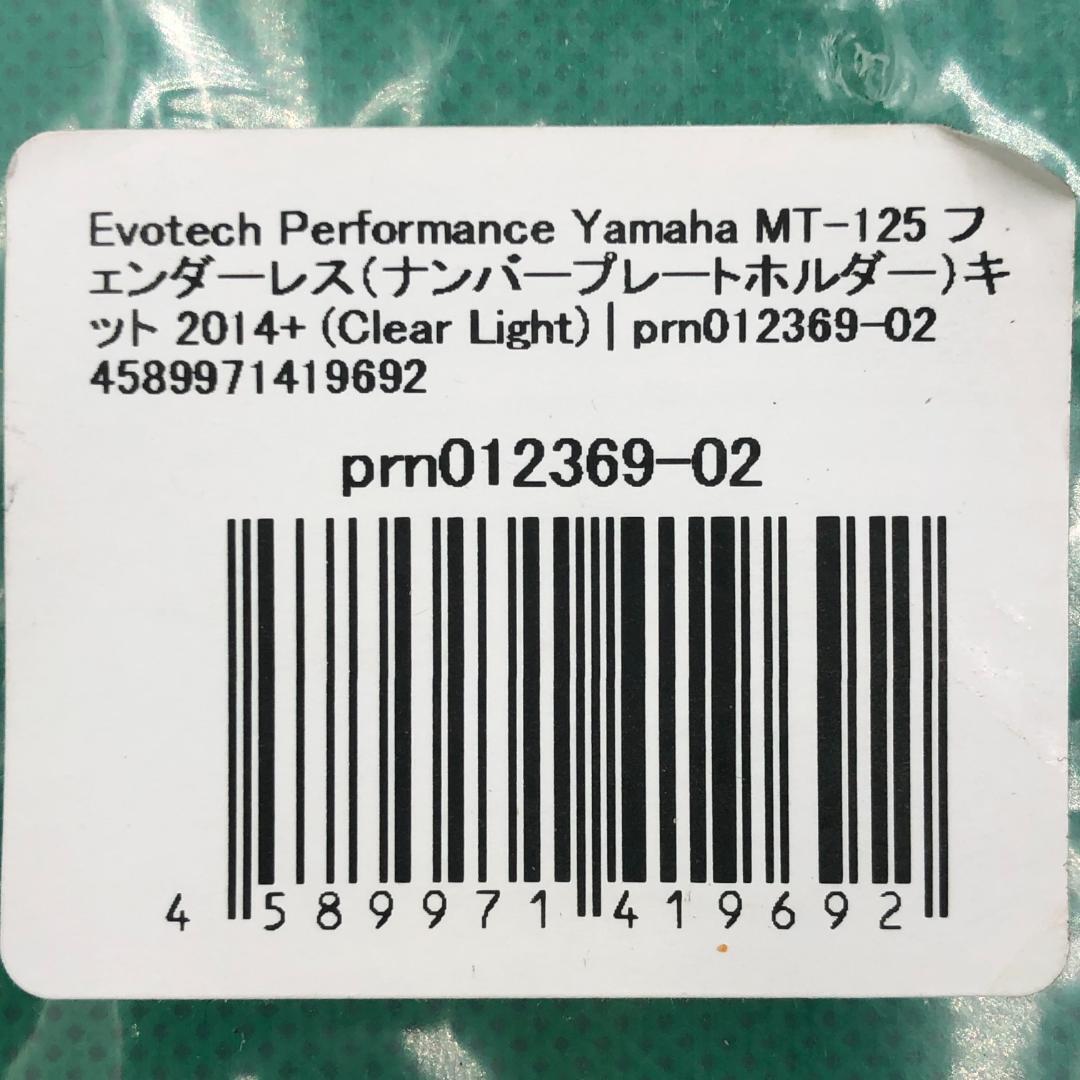 Evotech Performance Yamaha MT-125 フ
ェンダーレス(ナンバープレートホルダー)キ
ット 2014+ (Clear Light) | prn012369-02
4589971419692
prn012369-02
4 589971 419692